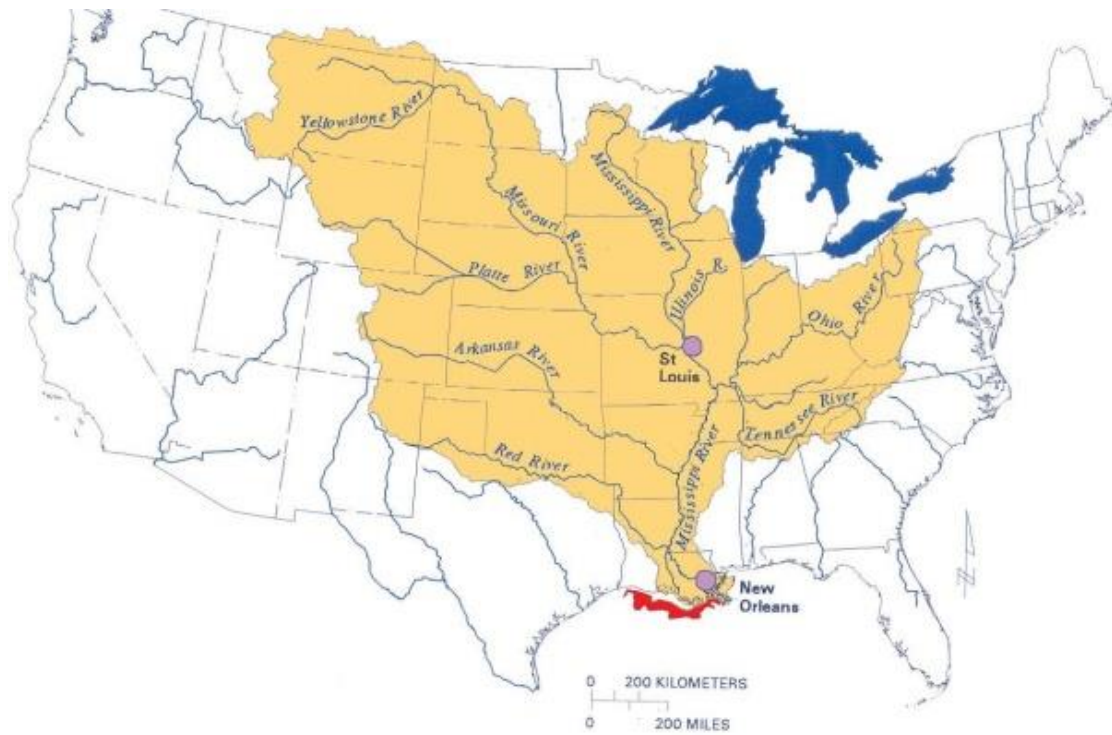 Yellowstone River
Mississippi River
Missouri River
Platte River
Illinois R.
Ohio River
St
Louis
Arkansas River
Tennessee River
Red River
Mississippi River
New
Orleans
N
0 200 KILOMETERS
0 200 MILES